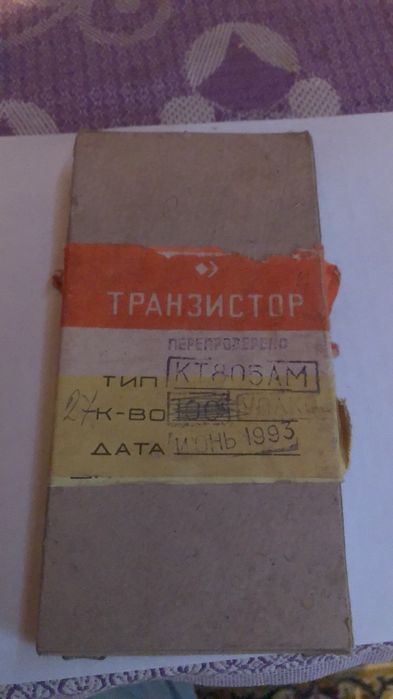 ТРАНЗИСТОР
ПЕРЕПРОВЕРЕНО
ТИП КТ805АМ
27 К-ВО 100
ДАТА ИЮНЬ 1993